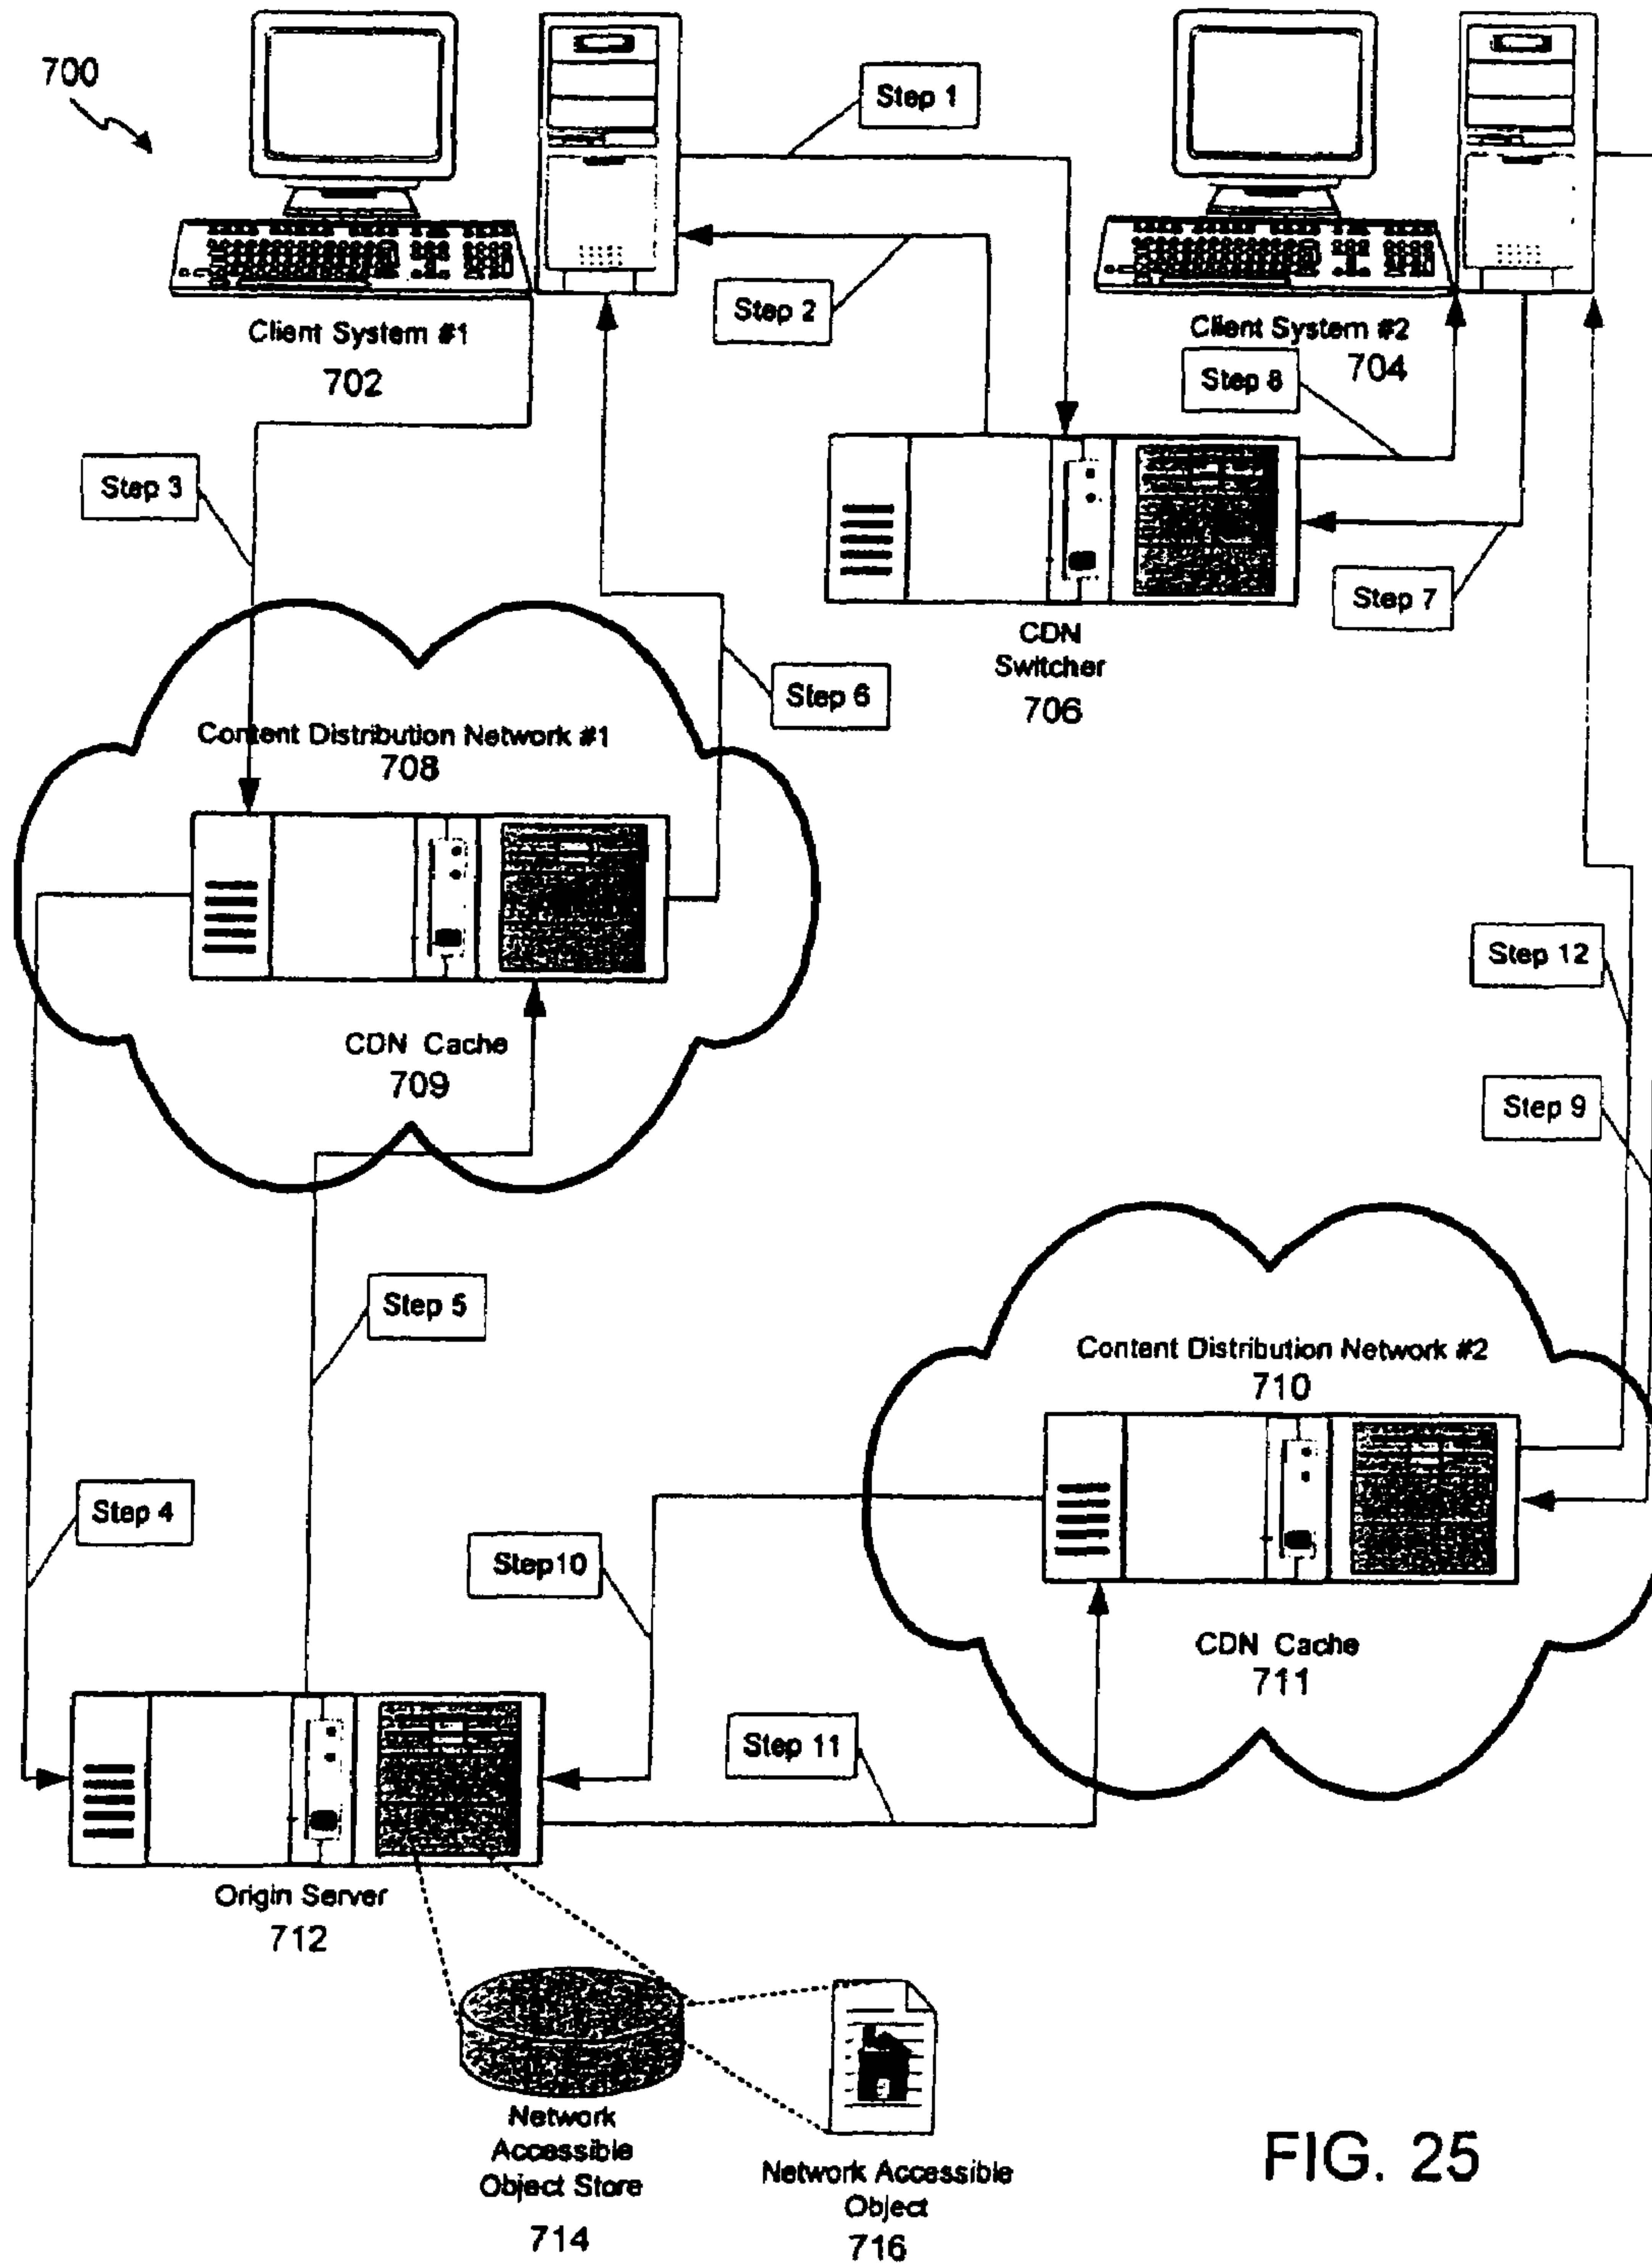 700
Step 1
Step 2
Client System #1
702
Client System #2
704
Step 8
Step 3
Step 7
CDN
Switcher
706
Step 6
Content Distribution Network #1
708
Step 12
CDN Cache
709
Step 9
Step 5
Content Distribution Network #2
710
Step 4
Step10
CDN Cache
711
Step 11
Origin Server
712
Network
Accessible
Object Store
714
Network Accessible
Object
716
FIG. 25